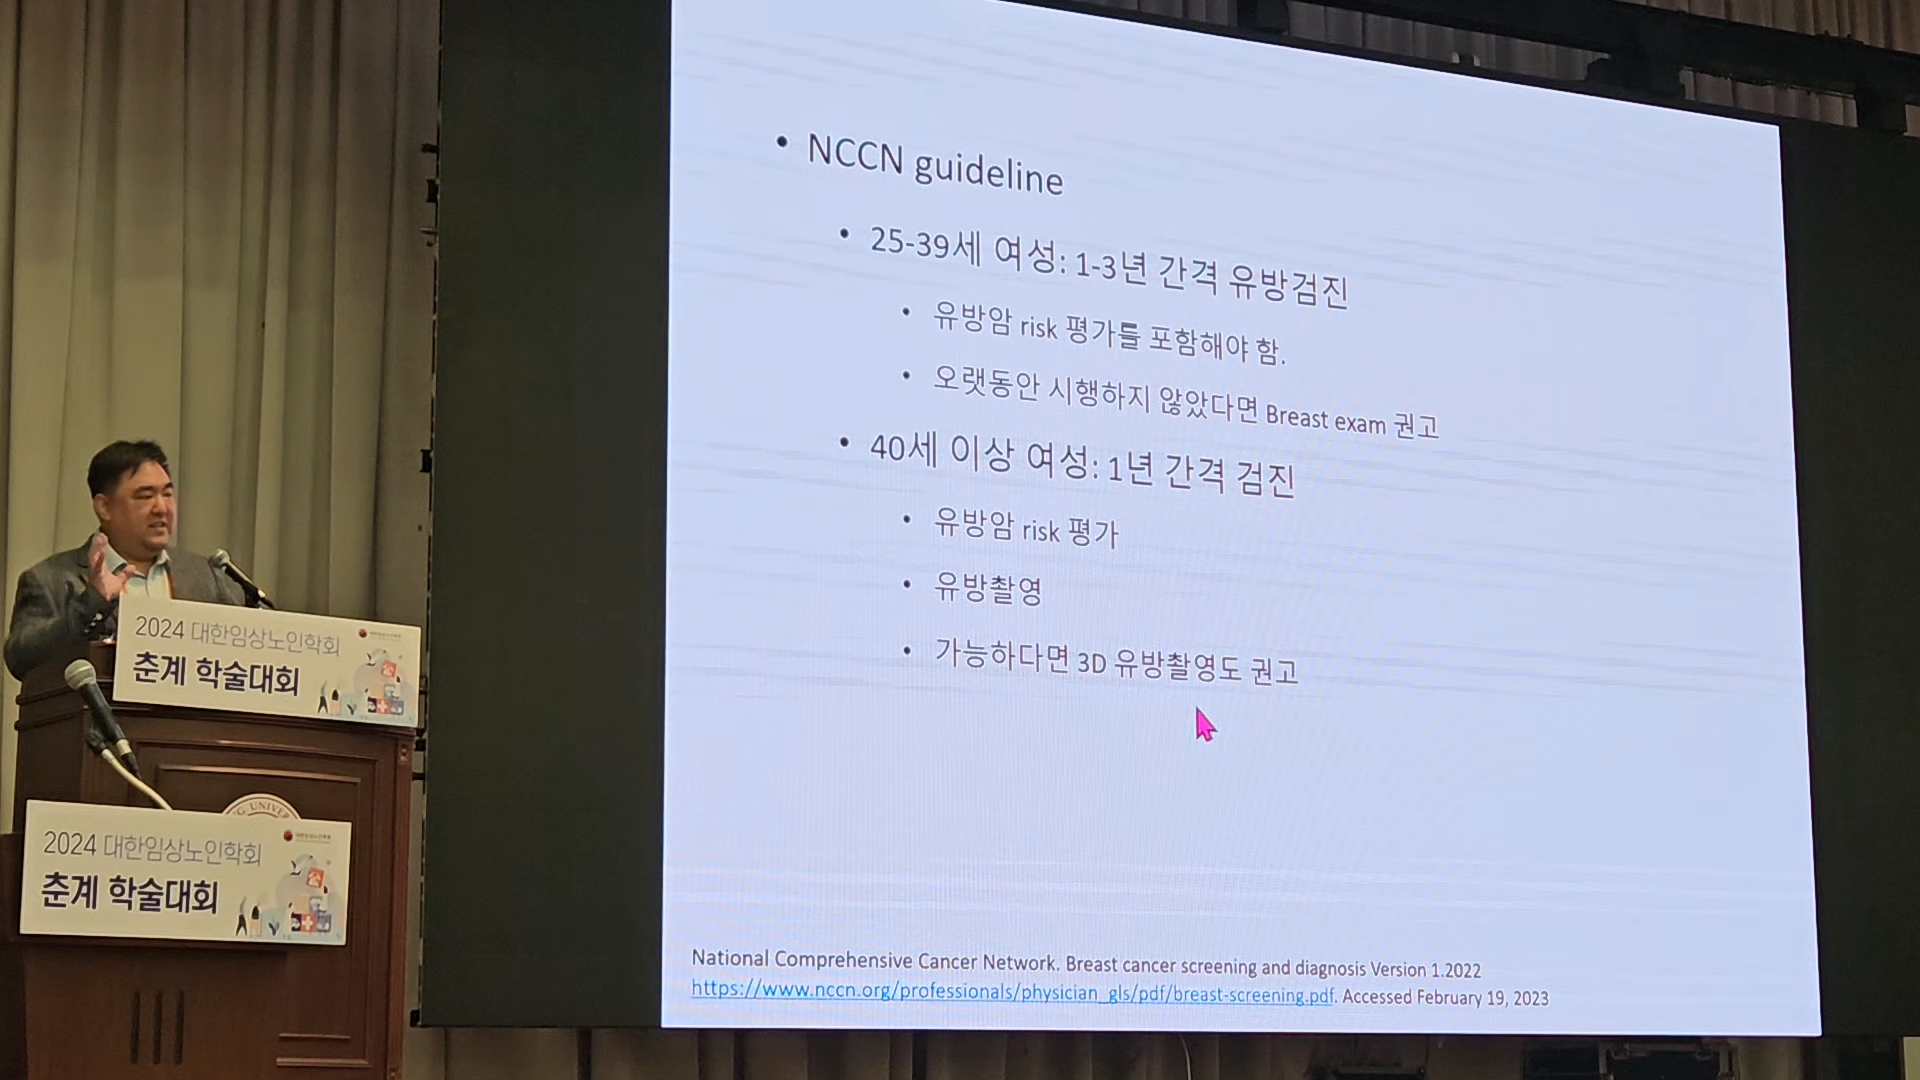 • NCCN guideline
• 25-39세 여성: 1-3년 간격 유방검진
• 유방암 risk 평가를 포함해야 함.
• 오랫동안 시행하지 않았다면 Breast exam 권고
• 40세 이상 여성: 1년 간격 검진
• 유방암 risk 평가
• 유방촬영
• 가능하다면 3D 유방촬영도 권고
National Comprehensive Cancer Network. Breast cancer screening and diagnosis Version 1.2022
https://www.nccn.org/professionals/physician_gls/pdf/breast-screening.pdf. Accessed February 19, 2023
2024 대한임상노인학회
춘계 학술대회
2024 대한임상노인학회
춘계 학술대회